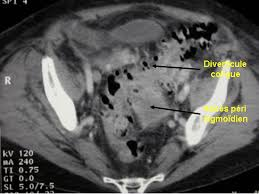 SPI 4
R
Diverticule
colique
Abcès péri
sigmoïdien
kV 120
mA 240
TI 0.75
GT 0.0
SL 5.0/7.5